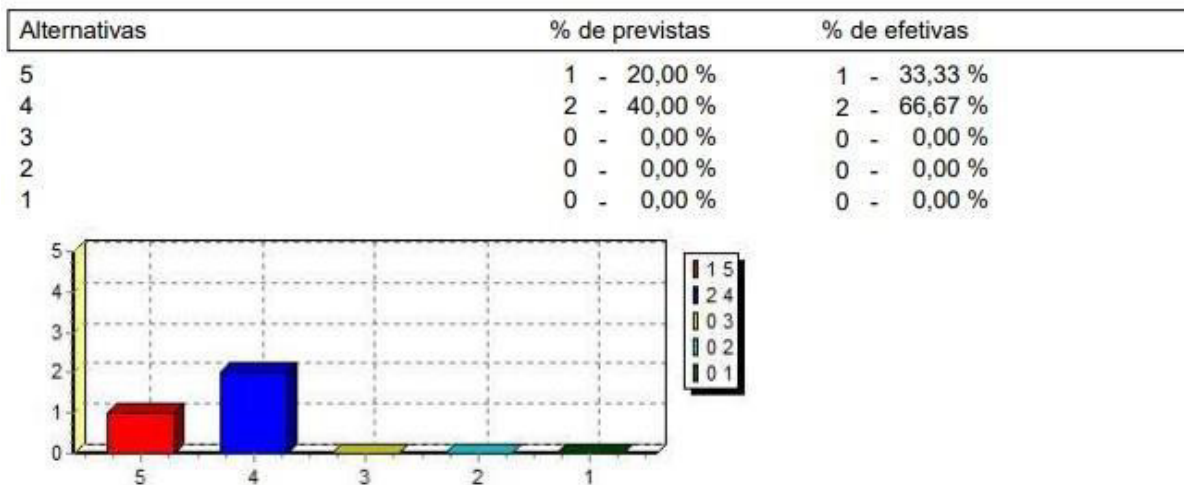 Alternativas % de previstas % de efetivas
5 1 - 20,00 % 1 - 33,33 %
4 2 - 40,00 % 2 - 66,67 %
3 0 - 0,00 % 0 - 0,00 %
2 0 - 0,00 % 0 - 0,00 %
1 0 - 0,00 % 0 - 0,00 %
5
4
3
2
1
0
5 4 3 2 1
1 5
2 4
0 3
0 2
0 1